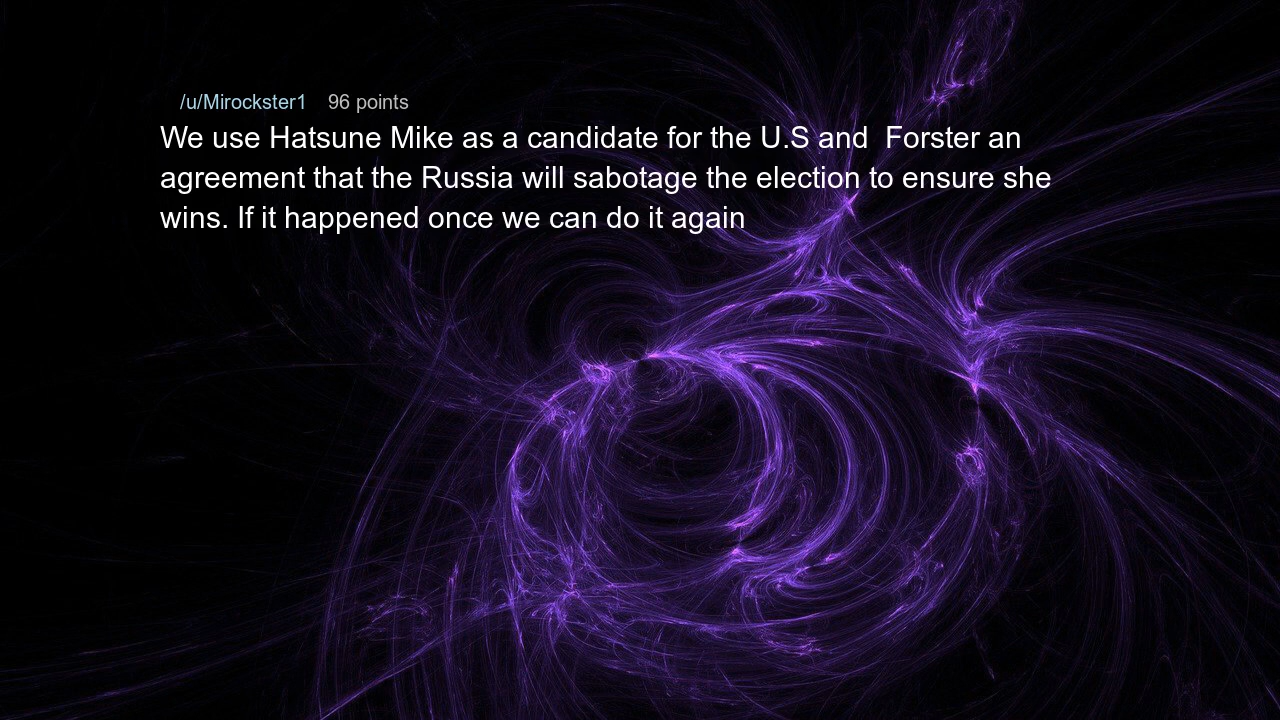 /u/Mirockster1 96 points
We use Hatsune Mike as a candidate for the U.S and  Forster an
agreement that the Russia will sabotage the election to ensure she
wins. If it happened once we can do it again